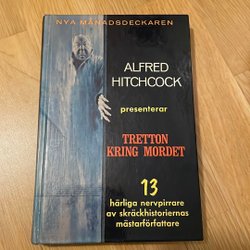 NYA MÅNADSDECKAREN
ALFRED
HITCHCOCK
presenterar
TRETTON
KRING MORDET
13
härliga nervpirrare
av skräckhistoriernas
mästarförfattare